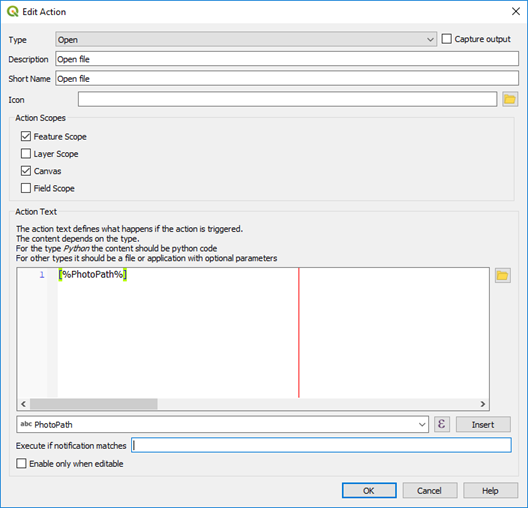 Edit Action
Type Open Capture output
Description Open file
Short Name Open file
Icon
Action Scopes
Feature Scope
Layer Scope
Canvas
Field Scope
Action Text
The action text defines what happens if the action is triggered.
The content depends on the type.
For the type Python the content should be python code
For other types it should be a file or application with optional parameters
1 [%PhotoPath%]
abc PhotoPath ε Insert
Execute if notification matches
Enable only when editable
OK Cancel Help